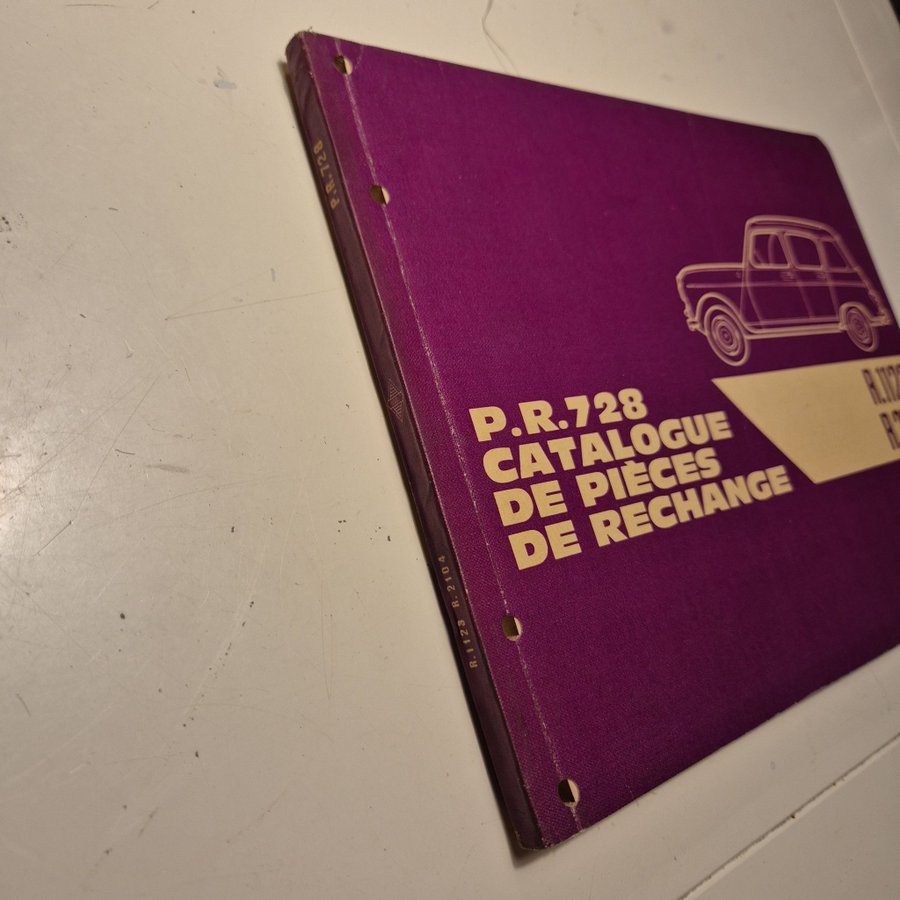 P.R.728
CATALOGUE
DE PIÈCES
DE RECHANGE
P.R.728
R.1123 R.2104